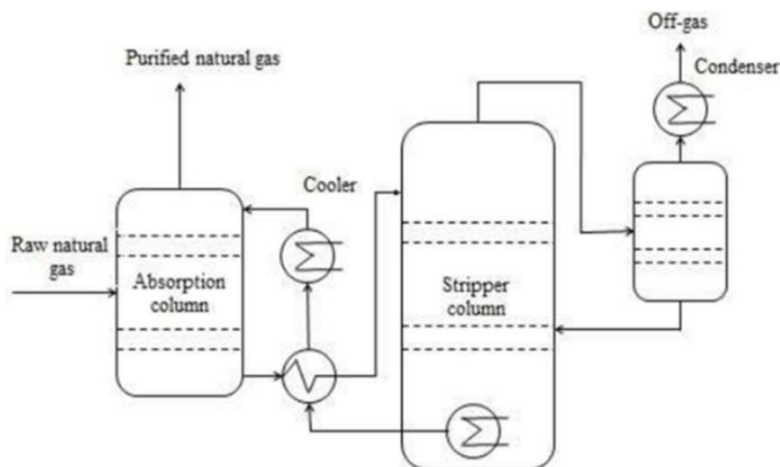 Off-gas
Purified natural gas
Condenser
Cooler
Raw natural
gas
Absorption
column
Stripper
column